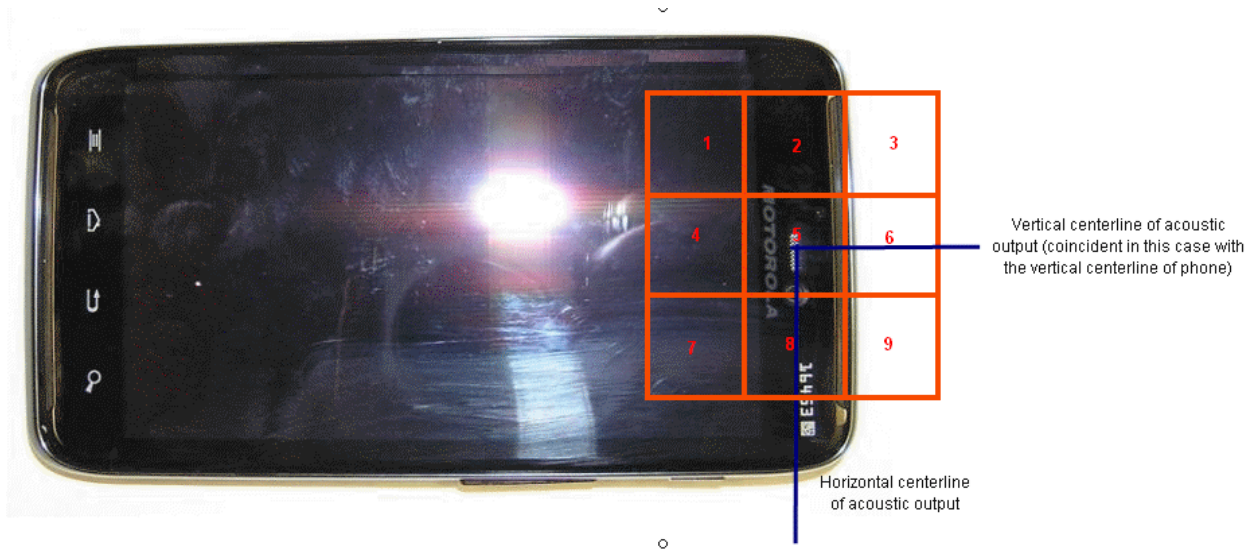 1 2 3
4 5 6
7 8 9
MOTOROLA
Vertical centerline of acoustic
output (coincident in this case with
the vertical centerline of phone)
Horizontal centerline
of acoustic output